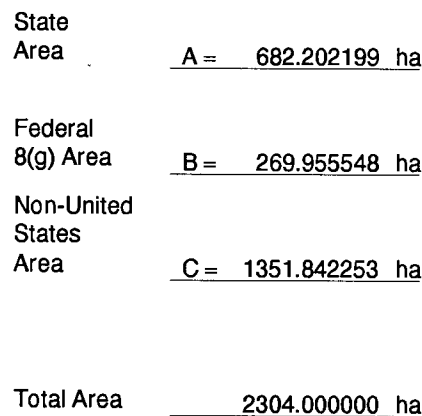 State
Area A = 682.202199 ha
Federal
8(g) Area B = 269.955548 ha
Non-United
States
Area C = 1351.842253 ha
Total Area 2304.000000 ha